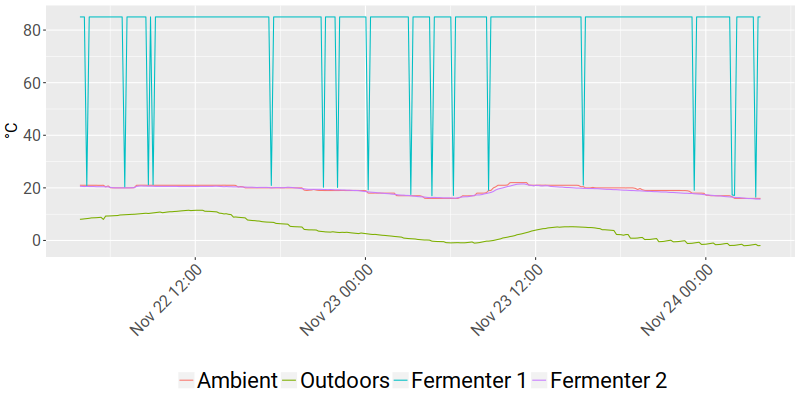 80
60
40
20
0
°C
Nov 22 12:00
Nov 23 00:00
Nov 23 12:00
Nov 24 00:00
Ambient Outdoors Fermenter 1 Fermenter 2